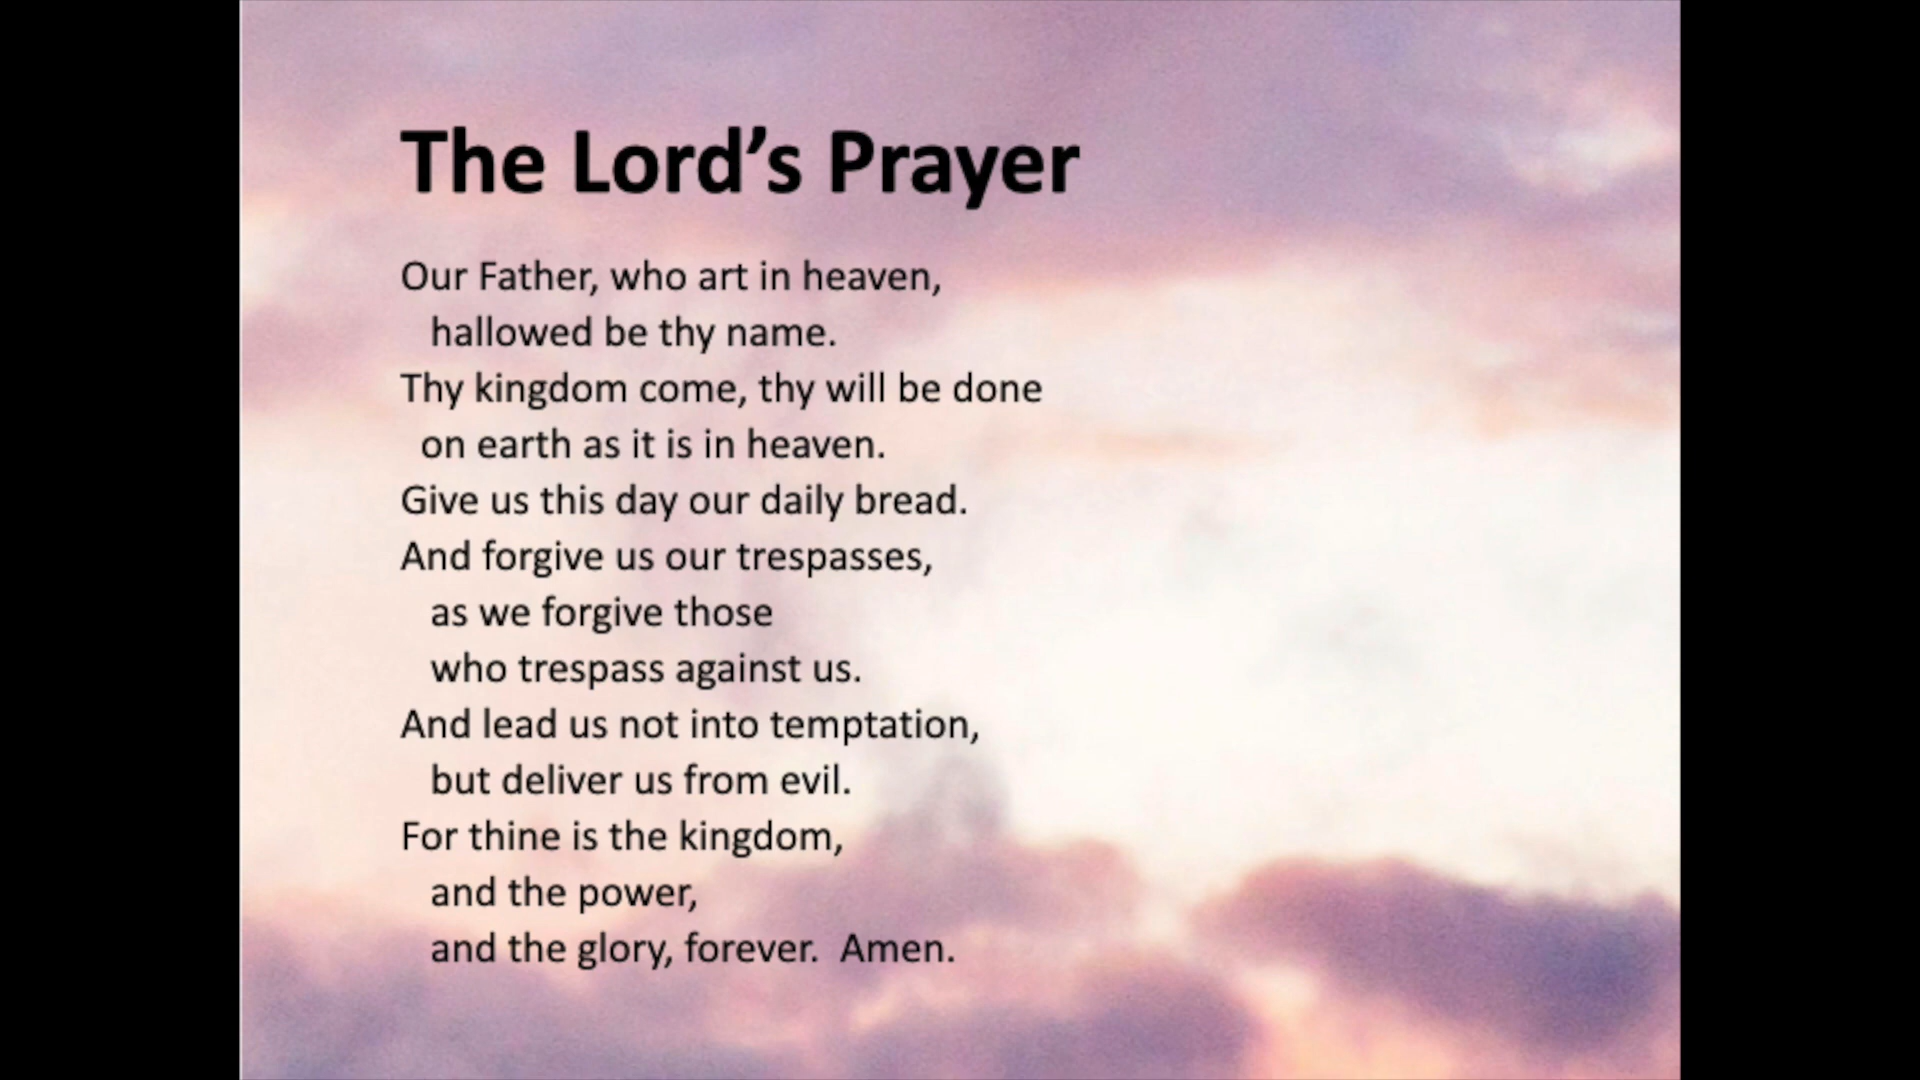 The Lord’s Prayer
Our Father, who art in heaven,
hallowed be thy name.
Thy kingdom come, thy will be done
on earth as it is in heaven.
Give us this day our daily bread.
And forgive us our trespasses,
as we forgive those
who trespass against us.
And lead us not into temptation,
but deliver us from evil.
For thine is the kingdom,
and the power,
and the glory, forever.  Amen.